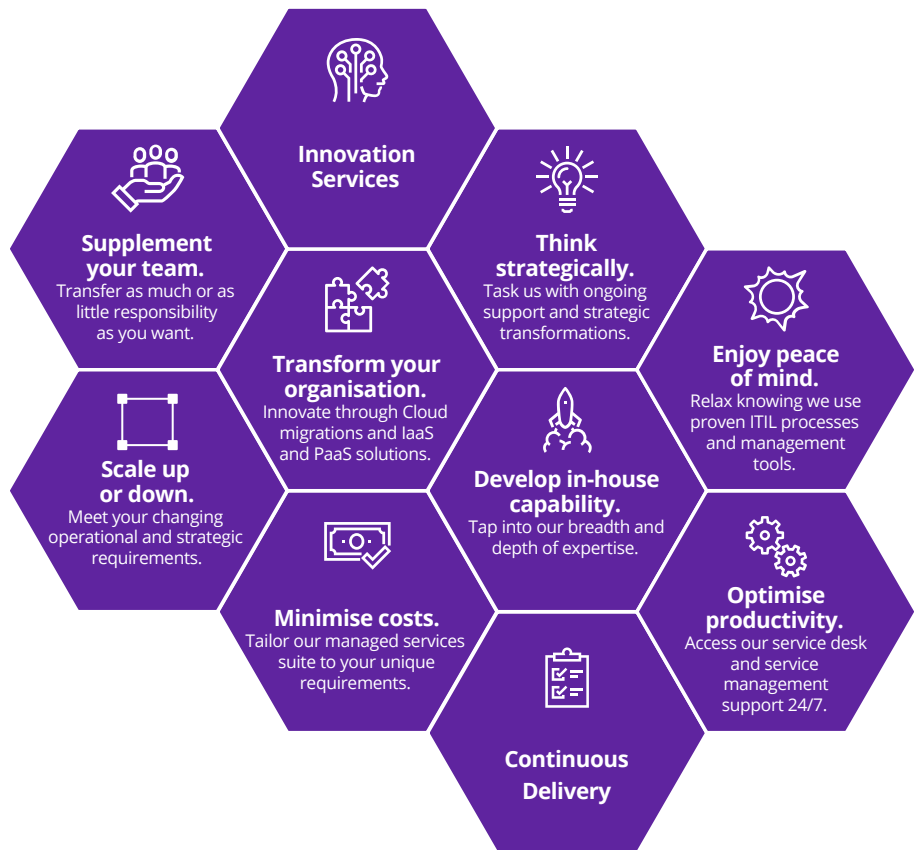 Innovation
Services
Supplement
your team.
Transfer as much or as
little responsibility
as you want.
Think
strategically.
Task us with ongoing
support and strategic
transformations.
Transform your
organisation.
Innovate through Cloud
migrations and IaaS
and PaaS solutions.
Enjoy peace
of mind.
Relax knowing we use
proven ITIL processes
and management
tools.
Scale up
or down.
Meet your changing
operational and strategic
requirements.
Develop in-house
capability.
Tap into our breadth and
depth of expertise.
Minimise costs.
Tailor our managed services
suite to your unique
requirements.
Optimise
productivity.
Access our service desk
and service
management
support 24/7.
Continuous
Delivery